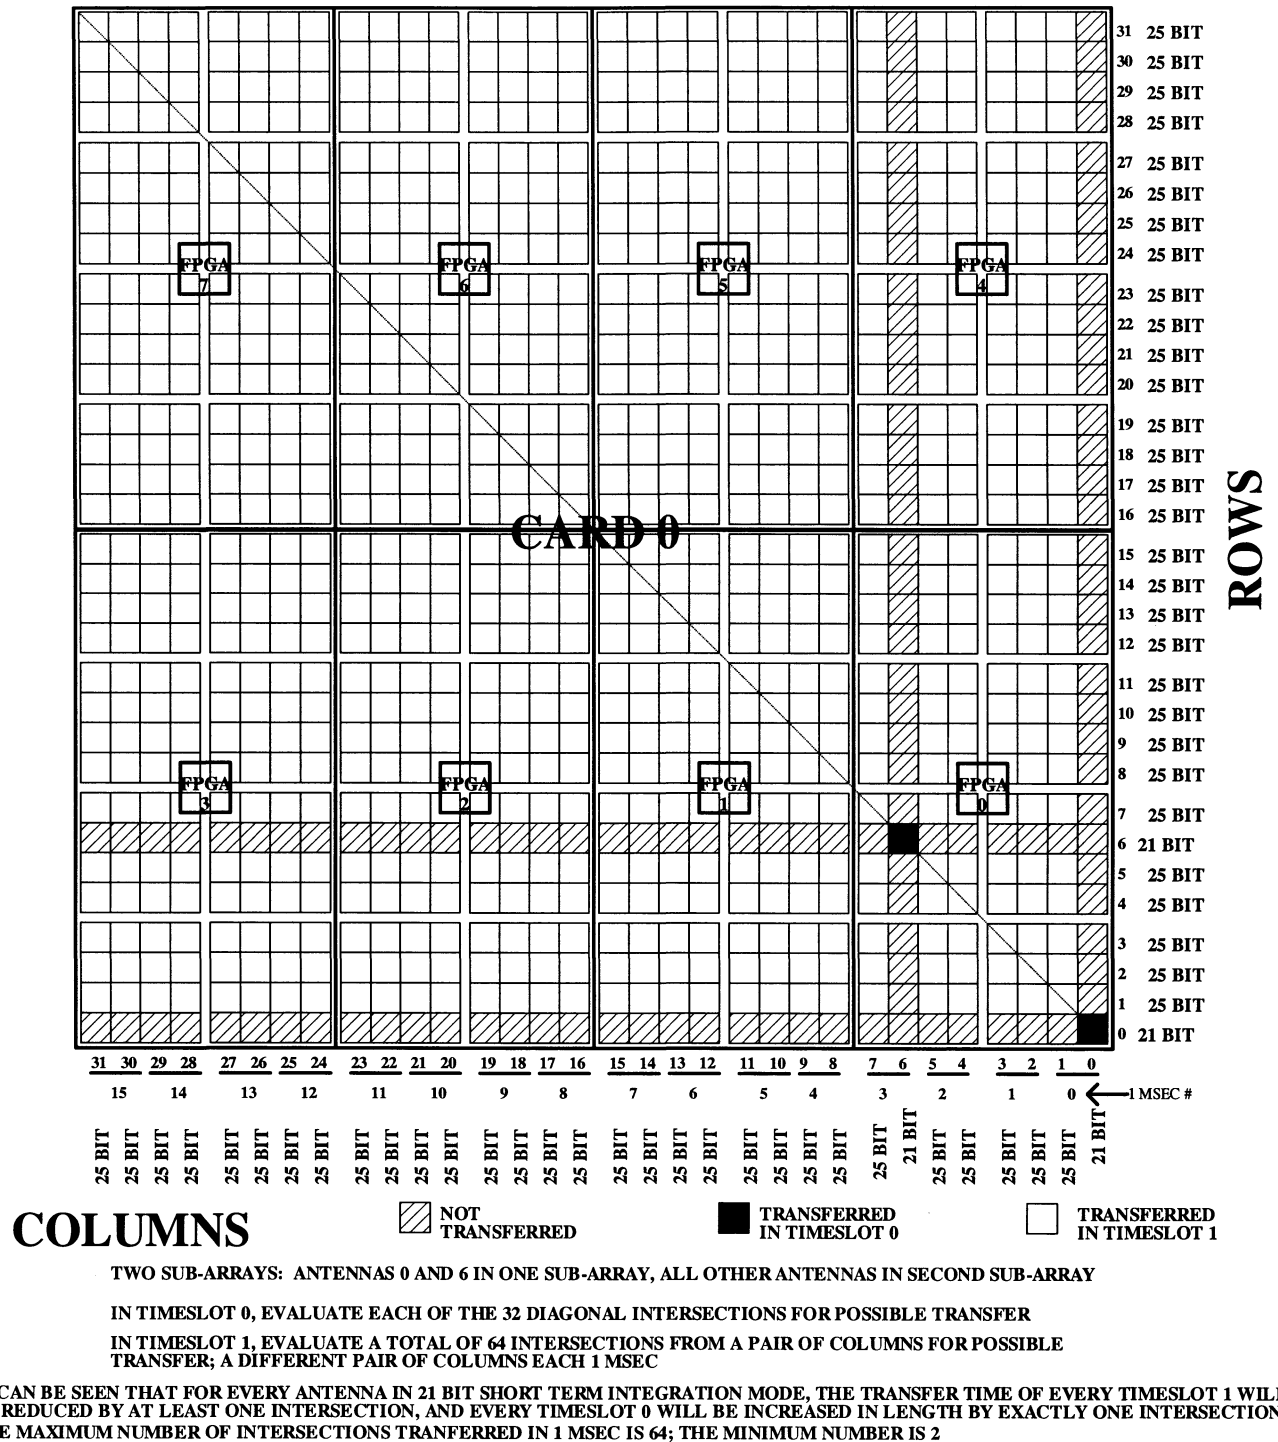 31 25 BIT
30 25 BIT
29 25 BIT
28 25 BIT
27 25 BIT
26 25 BIT
25 25 BIT
24 25 BIT
FPGA 7
FPGA 6
FPGA 5
FPGA 4
23 25 BIT
22 25 BIT
21 25 BIT
20 25 BIT
19 25 BIT
18 25 BIT
17 25 BIT
16 25 BIT
ROWS
CARD 0
15 25 BIT
14 25 BIT
13 25 BIT
12 25 BIT
11 25 BIT
10 25 BIT
9 25 BIT
8 25 BIT
FPGA 3
FPGA 2
FPGA 1
FPGA 0
7 25 BIT
6 21 BIT
5 25 BIT
4 25 BIT
3 25 BIT
2 25 BIT
1 25 BIT
0 21 BIT
31 30 29 28 27 26 25 24 23 22 21 20 19 18 17 16 15 14 13 12 11 10 9 8 7 6 5 4 3 2 1 0
15 14 13 12 11 10 9 8 7 6 5 4 3 2 1 0 1 MSEC #
25 BIT 25 BIT 25 BIT 25 BIT 25 BIT 25 BIT 25 BIT 25 BIT 25 BIT 25 BIT 25 BIT 25 BIT 25 BIT 25 BIT 25 BIT 25 BIT 25 BIT 25 BIT 25 BIT 25 BIT 25 BIT 25 BIT 25 BIT 25 BIT 25 BIT 21 BIT 25 BIT 25 BIT 25 BIT 25 BIT 25 BIT 21 BIT
COLUMNS
NOT
TRANSFERRED
TRANSFERRED
IN TIMESLOT 0
TRANSFERRED
IN TIMESLOT 1
TWO SUB-ARRAYS: ANTENNAS 0 AND 6 IN ONE SUB-ARRAY, ALL OTHER ANTENNAS IN SECOND SUB-ARRAY
IN TIMESLOT 0, EVALUATE EACH OF THE 32 DIAGONAL INTERSECTIONS FOR POSSIBLE TRANSFER
IN TIMESLOT 1, EVALUATE A TOTAL OF 64 INTERSECTIONS FROM A PAIR OF COLUMNS FOR POSSIBLE
TRANSFER; A DIFFERENT PAIR OF COLUMNS EACH 1 MSEC
CAN BE SEEN THAT FOR EVERY ANTENNA IN 21 BIT SHORT TERM INTEGRATION MODE, THE TRANSFER TIME OF EVERY TIMESLOT 1 WIL
REDUCED BY AT LEAST ONE INTERSECTION, AND EVERY TIMESLOT 0 WILL BE INCREASED IN LENGTH BY EXACTLY ONE INTERSECTION
E MAXIMUM NUMBER OF INTERSECTIONS TRANFERRED IN 1 MSEC IS 64; THE MINIMUM NUMBER IS 2